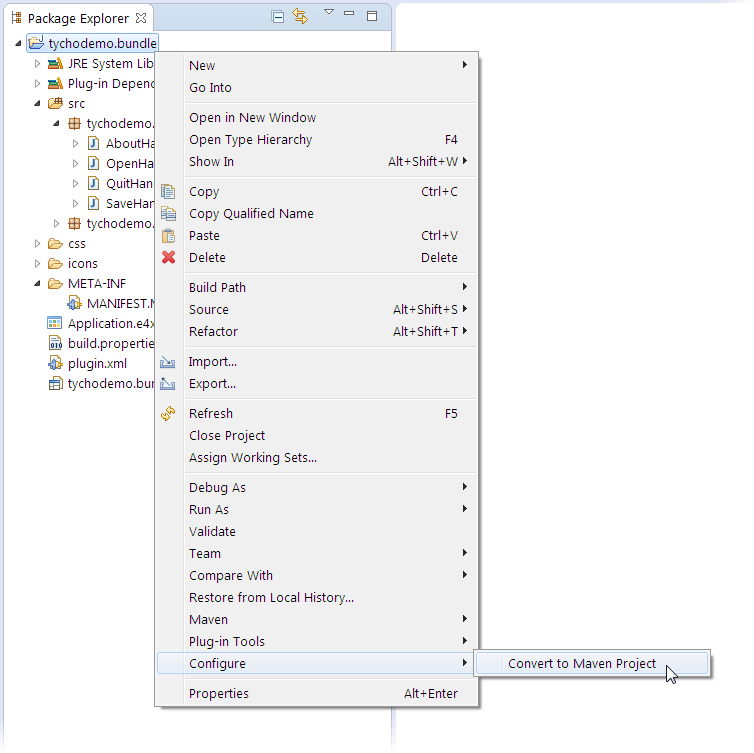 Package Explorer
tychodemo.bundle
JRE System Lib
Plug-in Depend
src
tychodemo.
AboutHa
OpenHa
QuitHan
SaveHar
tychodemo.
css
icons
META-INF
MANIFEST.M
Application.e4x
build.propertie
plugin.xml
tychodemo.bun
New
Go Into
Open in New Window
Open Type Hierarchy F4
Show In Alt+Shift+W
Copy Ctrl+C
Copy Qualified Name
Paste Ctrl+V
Delete Delete
Build Path
Source Alt+Shift+S
Refactor Alt+Shift+T
Import...
Export...
Refresh F5
Close Project
Assign Working Sets...
Debug As
Run As
Validate
Team
Compare With
Restore from Local History...
Maven
Plug-in Tools
Configure
Convert to Maven Project
Properties Alt+Enter